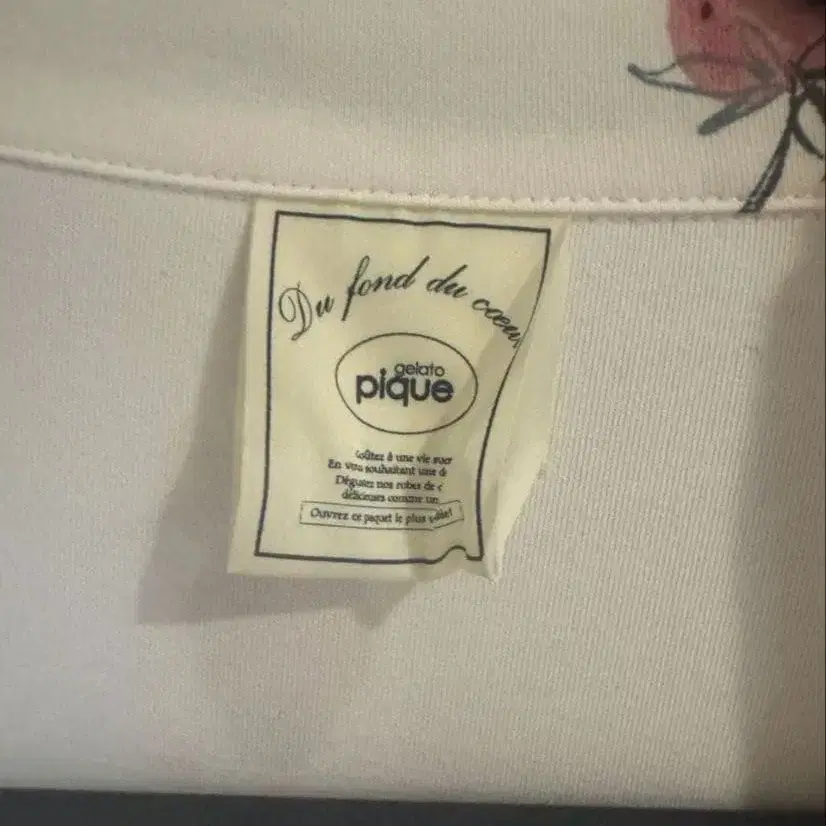 Du fond du cœur
gelato
pique
Goûtez à une vie sucr
En vous souhaitant une d
Dégustez nos robes de c
délicieuses comme un
Ouvrez ce paquet le plus vite!